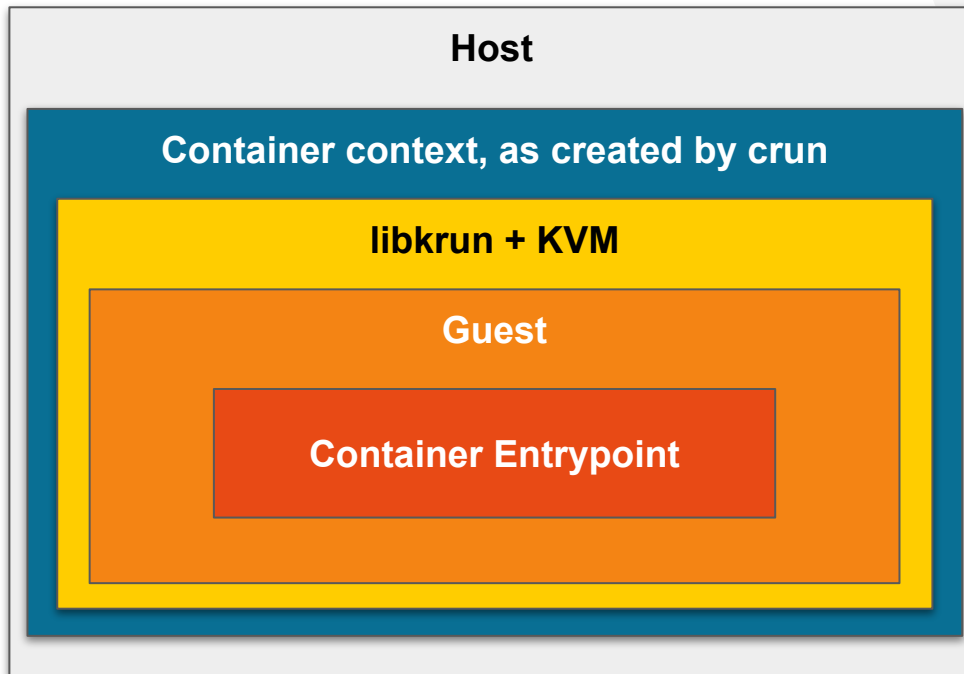 Host
Container context, as created by crun
libkrun + KVM
Guest
Container Entrypoint